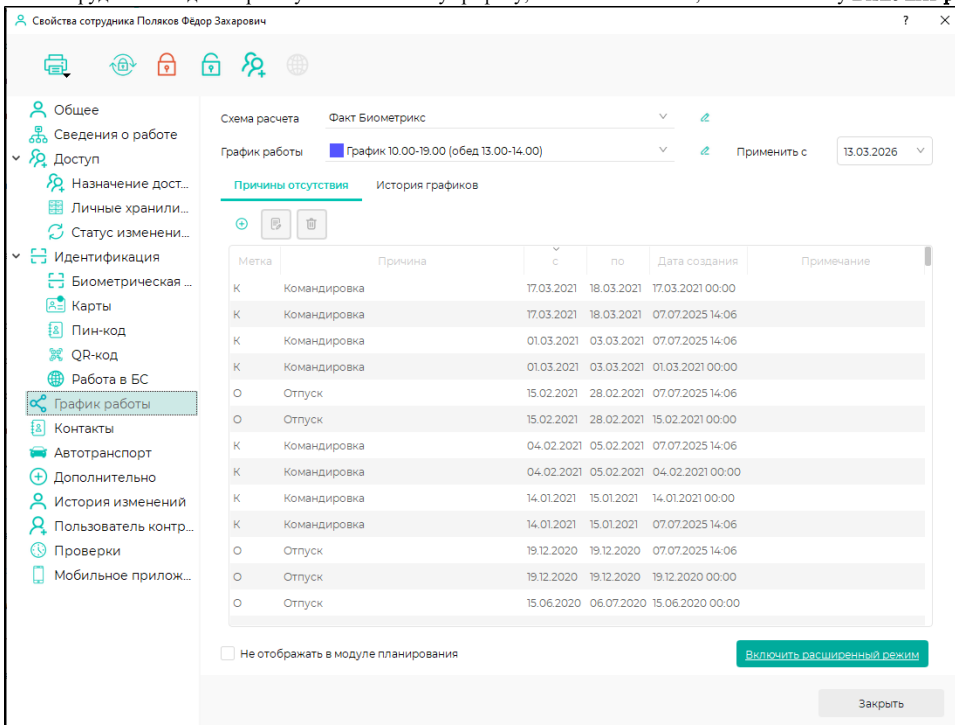 Свойства сотрудника Поляков Фёдор Захарович ? ×
Общее
Сведения о работе
Доступ
Назначение дост...
Личные хранили...
Статус изменени...
Идентификация
Биометрическая ...
Карты
Пин-код
QR-код
Работа в БС
График работы
Контакты
Автотранспорт
Дополнительно
История изменений
Пользователь контр...
Проверки
Мобильное прилож...
Схема расчета Факт Биометрикс
График работы График 10.00-19.00 (обед 13.00-14.00) Применить с 13.03.2026
Причины отсутствия История графиков
Метка Причина с по Дата создания Примечание
К Командировка 17.03.2021 18.03.2021 17.03.2021 00:00
К Командировка 17.03.2021 18.03.2021 07.07.2025 14:06
К Командировка 01.03.2021 03.03.2021 07.07.2025 14:06
К Командировка 01.03.2021 03.03.2021 01.03.2021 00:00
О Отпуск 15.02.2021 28.02.2021 07.07.2025 14:06
О Отпуск 15.02.2021 28.02.2021 15.02.2021 00:00
К Командировка 04.02.2021 05.02.2021 07.07.2025 14:06
К Командировка 04.02.2021 05.02.2021 04.02.2021 00:00
К Командировка 14.01.2021 15.01.2021 14.01.2021 00:00
К Командировка 14.01.2021 15.01.2021 07.07.2025 14:06
О Отпуск 19.12.2020 19.12.2020 07.07.2025 14:06
О Отпуск 19.12.2020 19.12.2020 19.12.2020 00:00
О Отпуск 15.06.2020 06.07.2020 15.06.2020 00:00
Не отображать в модуле планирования
Включить расширенный режим
Закрыть